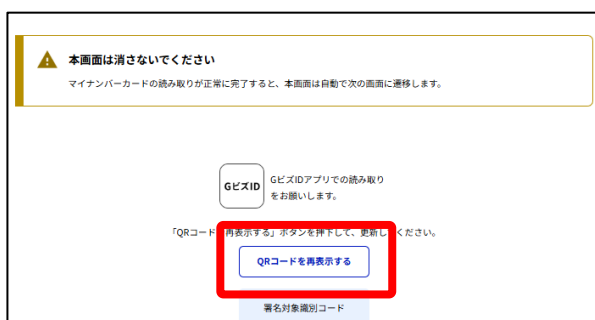 本画面は消さないでください
マイナンバーカードの読み取りが正常に完了すると、本画面は自動で次の画面に遷移します。
GビズID
GビズIDアプリでの読み取り
をお願いします。
「QRコード 再表示する」ボタンを押下して、更新し ください。
QRコードを再表示する
署名対象識別コード